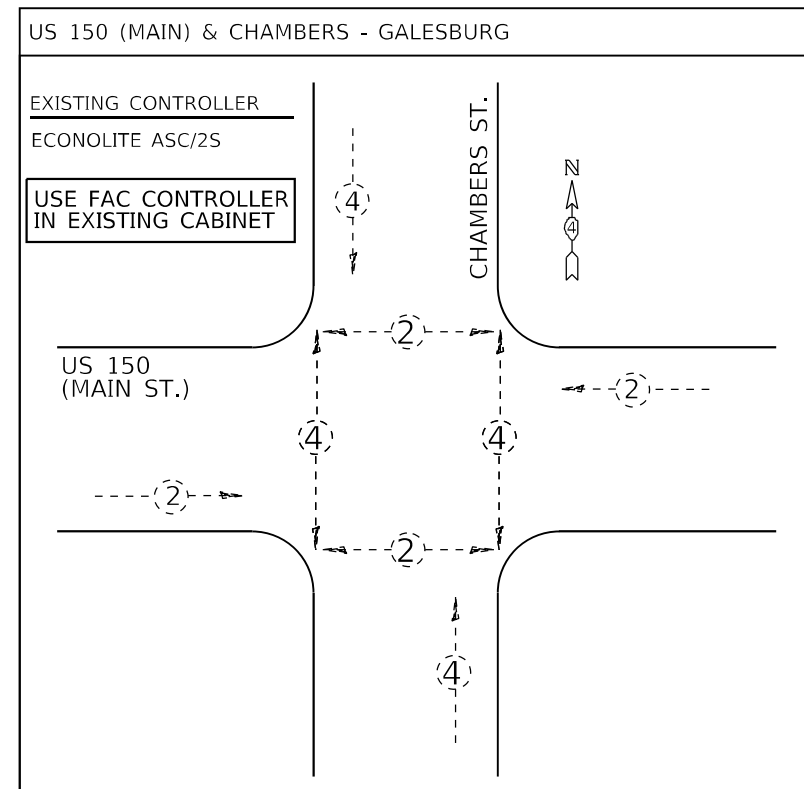 US 150 (MAIN) & CHAMBERS - GALESBURG
EXISTING CONTROLLER
ECONOLITE ASC/2S
USE FAC CONTROLLER
IN EXISTING CABINET
4
CHAMBERS ST.
N
4
2
US 150
(MAIN ST.)
2
4
4
2
2
4